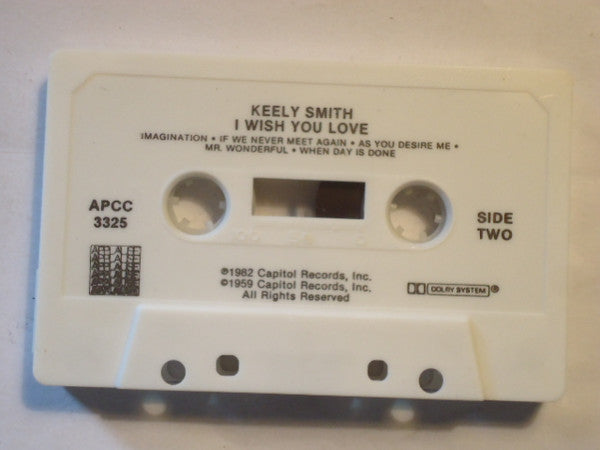 KEELY SMITH
I WISH YOU LOVE
IMAGINATION • IF WE NEVER MEET AGAIN • AS YOU DESIRE ME •
MR. WONDERFUL • WHEN DAY IS DONE
APCC
3325
SIDE
TWO
℗1982 Capitol Records, Inc.
©1959 Capitol Records, Inc.
All Rights Reserved
DOLBY SYSTEM ®